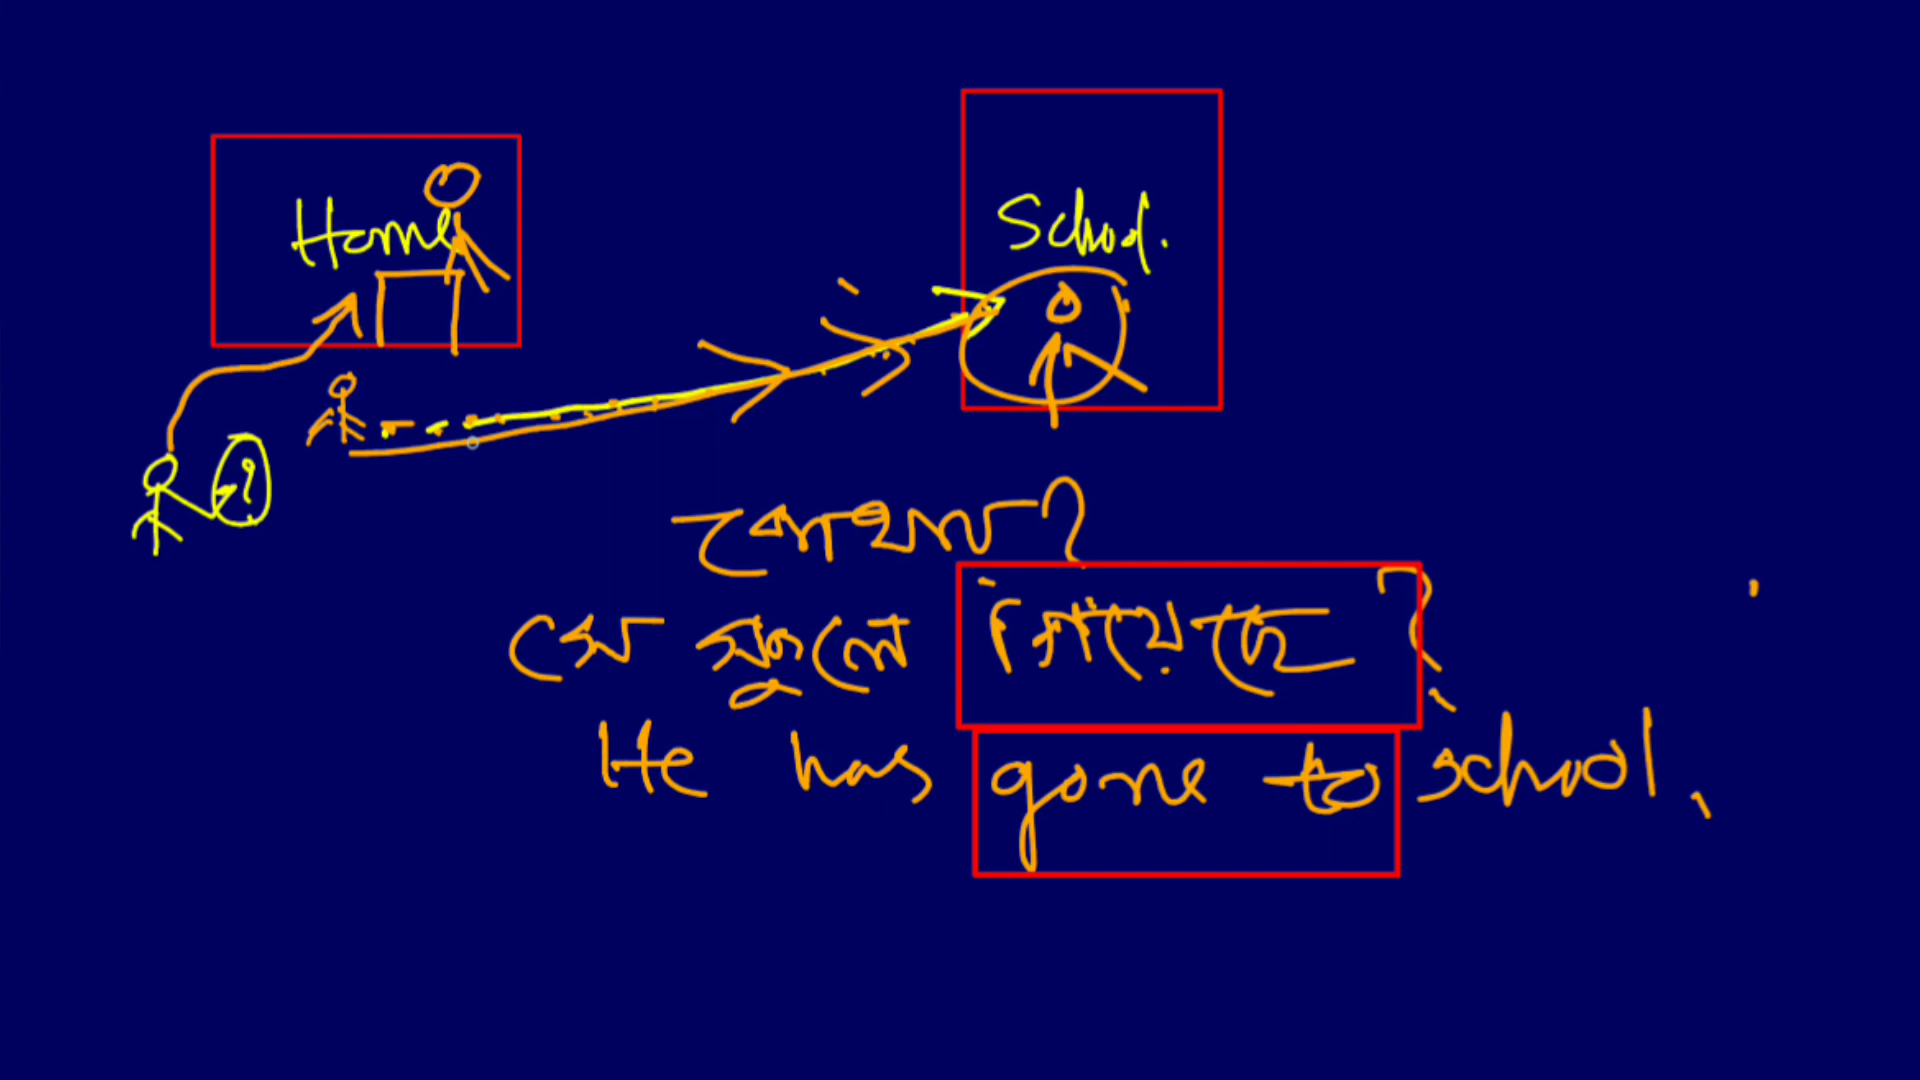 Home
School.
?
কোথায়?
সে স্কুলে গিয়েছে?
He has gone to school.